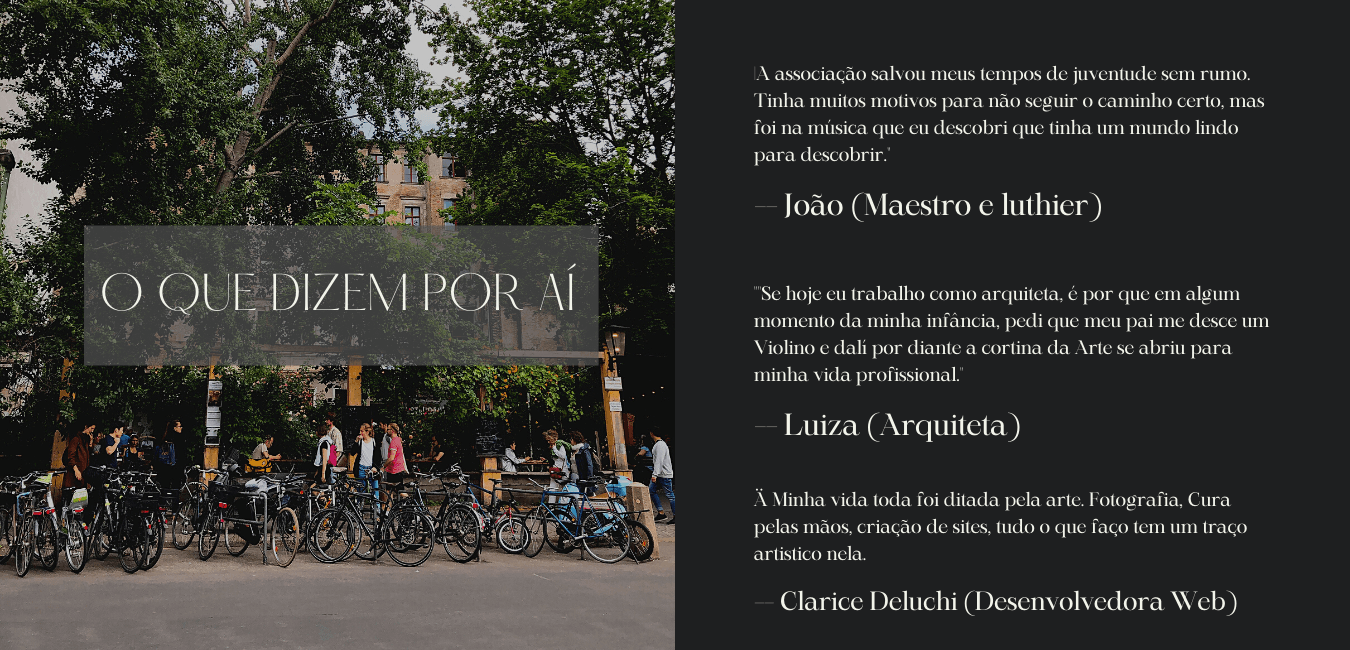 O QUE DIZEM POR AÍ
"A associação salvou meus tempos de juventude sem rumo.
Tinha muitos motivos para não seguir o caminho certo, mas
foi na música que eu descobri que tinha um mundo lindo
para descobrir."
— João (Maestro e luthier)
""Se hoje eu trabalho como arquiteta, é por que em algum
momento da minha infância, pedi que meu pai me desce um
Violino e dalí por diante a cortina da Arte se abriu para
minha vida profissional."
— Luiza (Arquiteta)
Ä Minha vida toda foi ditada pela arte. Fotografia, Cura
pelas mãos, criação de sites, tudo o que faço tem um traço
artistico nela.
— Clarice Deluchi (Desenvolvedora Web)